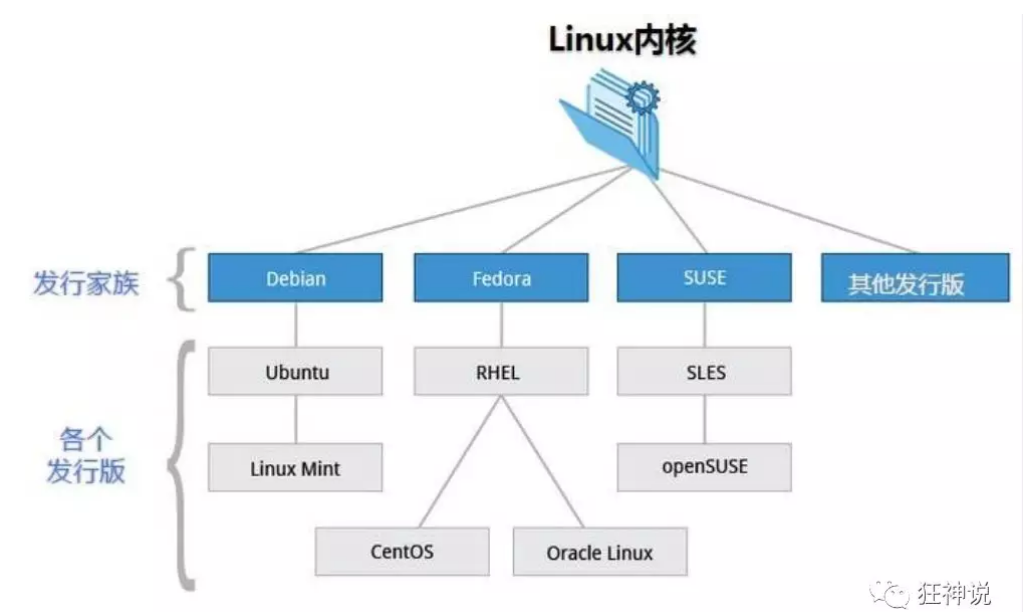 Linux内核
发行家族
Debian
Fedora
SUSE
其他发行版
各个
发行版
Ubuntu
RHEL
SLES
Linux Mint
openSUSE
CentOS
Oracle Linux
狂神说